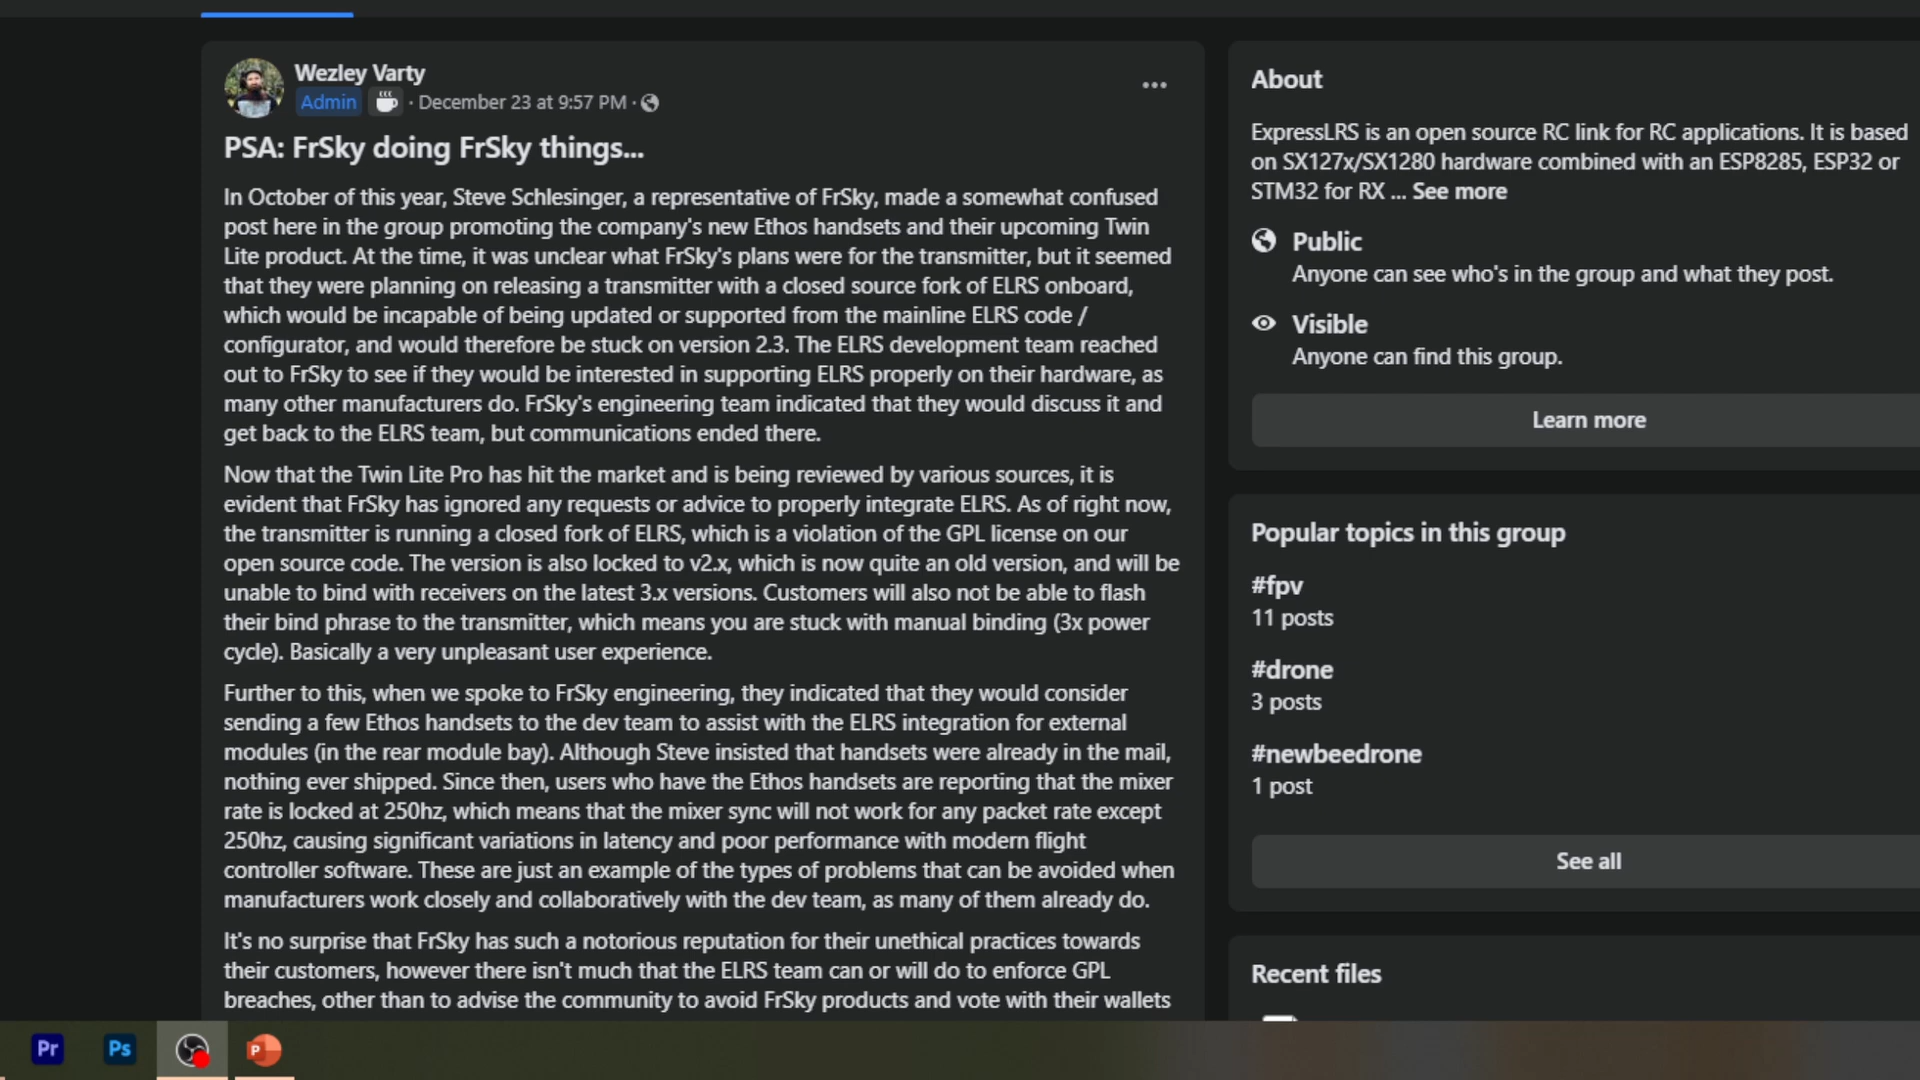 Wezley Varty
Admin · December 23 at 9:57 PM ·
PSA: FrSky doing FrSky things...
In October of this year, Steve Schlesinger, a representative of FrSky, made a somewhat confused
post here in the group promoting the company's new Ethos handsets and their upcoming Twin
Lite product. At the time, it was unclear what FrSky's plans were for the transmitter, but it seemed
that they were planning on releasing a transmitter with a closed source fork of ELRS onboard,
which would be incapable of being updated or supported from the mainline ELRS code /
configurator, and would therefore be stuck on version 2.3. The ELRS development team reached
out to FrSky to see if they would be interested in supporting ELRS properly on their hardware, as
many other manufacturers do. FrSky's engineering team indicated that they would discuss it and
get back to the ELRS team, but communications ended there.
Now that the Twin Lite Pro has hit the market and is being reviewed by various sources, it is
evident that FrSky has ignored any requests or advice to properly integrate ELRS. As of right now,
the transmitter is running a closed fork of ELRS, which is a violation of the GPL license on our
open source code. The version is also locked to v2.x, which is now quite an old version, and will be
unable to bind with receivers on the latest 3.x versions. Customers will also not be able to flash
their bind phrase to the transmitter, which means you are stuck with manual binding (3x power
cycle). Basically a very unpleasant user experience.
Further to this, when we spoke to FrSky engineering, they indicated that they would consider
sending a few Ethos handsets to the dev team to assist with the ELRS integration for external
modules (in the rear module bay). Although Steve insisted that handsets were already in the mail,
nothing ever shipped. Since then, users who have the Ethos handsets are reporting that the mixer
rate is locked at 250hz, which means that the mixer sync will not work for any packet rate except
250hz, causing significant variations in latency and poor performance with modern flight
controller software. These are just an example of the types of problems that can be avoided when
manufacturers work closely and collaboratively with the dev team, as many of them already do.
It's no surprise that FrSky has such a notorious reputation for their unethical practices towards
their customers, however there isn't much that the ELRS team can or will do to enforce GPL
breaches, other than to advise the community to avoid FrSky products and vote with their wallets
About
ExpressLRS is an open source RC link for RC applications. It is based
on SX127x/SX1280 hardware combined with an ESP8285, ESP32 or
STM32 for RX ... See more
Public
Anyone can see who's in the group and what they post.
Visible
Anyone can find this group.
Learn more
Popular topics in this group
#fpv
11 posts
#drone
3 posts
#newbeedrone
1 post
See all
Recent files
Pr
Ps
P